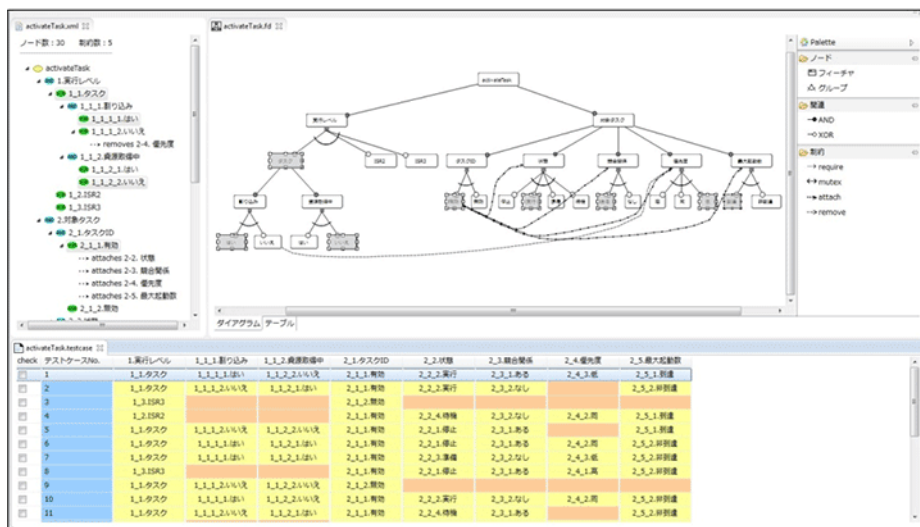 activateTask.xml
ノード数：30 制約数：5
activateTask
1.実行レベル
1_1.タスク
1_1_1.割り込み
1_1_1_1.はい
1_1_1_2.いいえ
removes 2-4. 優先度
1_1_2.資源取得中
1_1_2_1.はい
1_1_2_2.いいえ
1_2.ISR2
1_3.ISR3
2.対象タスク
2_1.タスクID
2_1_1.有効
attaches 2-2. 状態
attaches 2-3. 競合関係
attaches 2-4. 優先度
attaches 2-5. 最大起動数
2_1_2.無効
activateTask.fd
activateTask
実行レベル
対象タスク
タスク
ISR2
ISR3
タスクID
状態
競合関係
優先度
最大起動数
割り込み
資源取得中
はい
いいえ
はい
いいえ
ダイアグラム テーブル
Palette
ノード
フィーチャ
グループ
関連
AND
XOR
制約
require
mutex
attach
remove
activateTask.testcase
check テストケースNo. 1.実行レベル 1_1_1.割り込み 1_1_2.資源取得中 2_1.タスクID 2_2.状態 2_3.競合関係 2_4.優先度 2_5.最大起動数
1 1_1.タスク 1_1_1_1.はい 1_1_2_2.いいえ 2_1_1.有効 2_2_2.実行 2_3_1.ある 2_4_3.低 2_5_1.到達
2 1_1.タスク 1_1_1_2.いいえ 1_1_2_2.いいえ 2_1_1.有効 2_2_2.実行 2_3_2.なし 2_5_2.非到達
3 1_3.ISR3 2_1_2.無効
4 1_2.ISR2 2_1_1.有効 2_2_4.待機 2_3_2.なし 2_4_2.同 2_5_1.到達
5 1_1.タスク 1_1_1_2.いいえ 1_1_2_2.いいえ 2_1_1.有効 2_2_1.停止 2_3_1.ある 2_5_1.到達
6 1_1.タスク 1_1_1_1.はい 1_1_2_1.はい 2_1_1.有効 2_2_1.停止 2_3_1.ある 2_4_2.同 2_5_2.非到達
7 1_1.タスク 1_1_1_1.はい 1_1_2_1.はい 2_1_1.有効 2_2_3.準備 2_3_2.なし 2_4_3.低 2_5_2.非到達
8 1_3.ISR3 2_1_1.有効 2_2_1.停止 2_3_1.ある 2_4_1.高 2_5_2.非到達
9 1_1.タスク 1_1_1_2.いいえ 1_1_2_2.いいえ 2_1_2.無効
10 1_1.タスク 1_1_1_1.はい 1_1_2_2.いいえ 2_1_1.有効 2_2_2.実行 2_3_2.なし 2_4_2.同 2_5_2.非到達
11 1_1.タスク 1_1_1_2.いいえ 1_1_2_1.はい 2_1_1.有効 2_2_4.待機 2_3_1.ある 2_5_2.非到達